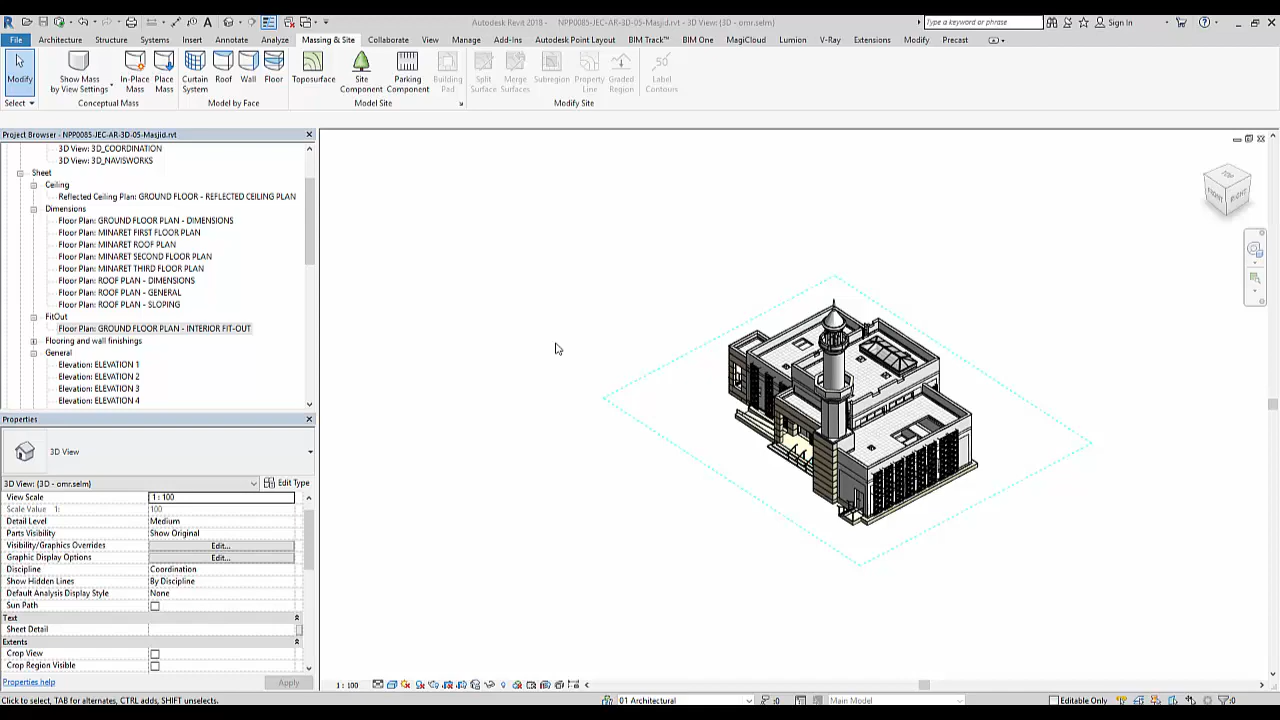 Autodesk Revit 2018 - NPP0085-JEC-AR-3D-05-Masjid.rvt - 3D View: {3D - omr.selm}
Type a keyword or phrase
Sign In
File Architecture Structure Systems Insert Annotate Analyze Massing & Site Collaborate View Manage Add-Ins Autodesk Point Layout BIM Track™ BIM One MagiCloud Lumion V-Ray Extensions Modify Precast
Modify
Show Mass
by View Settings
In-Place
Mass
Place
Mass
Curtain
System
Roof
Wall
Floor
Toposurface
Site
Component
Parking
Component
Building
Pad
Split
Surface
Merge
Surfaces
Subregion
Property
Line
Graded
Region
Label
Contours
Select
Conceptual Mass
Model by Face
Model Site
Modify Site
Project Browser - NPP0085-JEC-AR-3D-05-Masjid.rvt
3D View: 3D_COORDINATION
3D View: 3D_NAVISWORKS
Sheet
Ceiling
Reflected Ceiling Plan: GROUND FLOOR - REFLECTED CEILING PLAN
Dimensions
Floor Plan: GROUND FLOOR PLAN - DIMENSIONS
Floor Plan: MINARET FIRST FLOOR PLAN
Floor Plan: MINARET ROOF PLAN
Floor Plan: MINARET SECOND FLOOR PLAN
Floor Plan: MINARET THIRD FLOOR PLAN
Floor Plan: ROOF PLAN - DIMENSIONS
Floor Plan: ROOF PLAN - GENERAL
Floor Plan: ROOF PLAN - SLOPING
FitOut
Floor Plan: GROUND FLOOR PLAN - INTERIOR FIT-OUT
Flooring and wall finishings
General
Elevation: ELEVATION 1
Elevation: ELEVATION 2
Elevation: ELEVATION 3
Elevation: ELEVATION 4
Properties
3D View
3D View: {3D - omr.selm}
Edit Type
View Scale 1 : 100
Scale Value 1: 100
Detail Level Medium
Parts Visibility Show Original
Visibility/Graphics Overrides Edit...
Graphic Display Options Edit...
Discipline Coordination
Show Hidden Lines By Discipline
Default Analysis Display Style None
Sun Path
Text
Sheet Detail
Extents
Crop View
Crop Region Visible
Properties help
Apply
TOP
FRONT
RIGHT
1 : 100
Click to select, TAB for alternates, CTRL adds, SHIFT unselects.
01 Architectural
:0
Main Model
Editable Only
:0